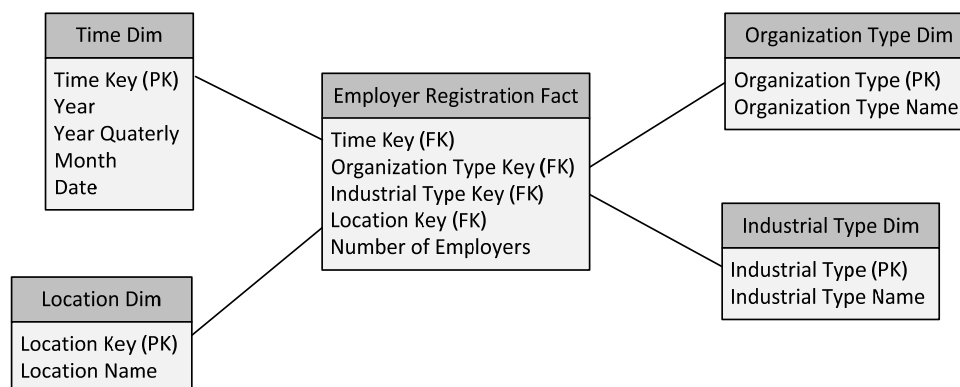 Time Dim
Time Key (PK)
Year
Year Quaterly
Month
Date
Employer Registration Fact
Time Key (FK)
Organization Type Key (FK)
Industrial Type Key (FK)
Location Key (FK)
Number of Employers
Organization Type Dim
Organization Type (PK)
Organization Type Name
Industrial Type Dim
Industrial Type (PK)
Industrial Type Name
Location Dim
Location Key (PK)
Location Name